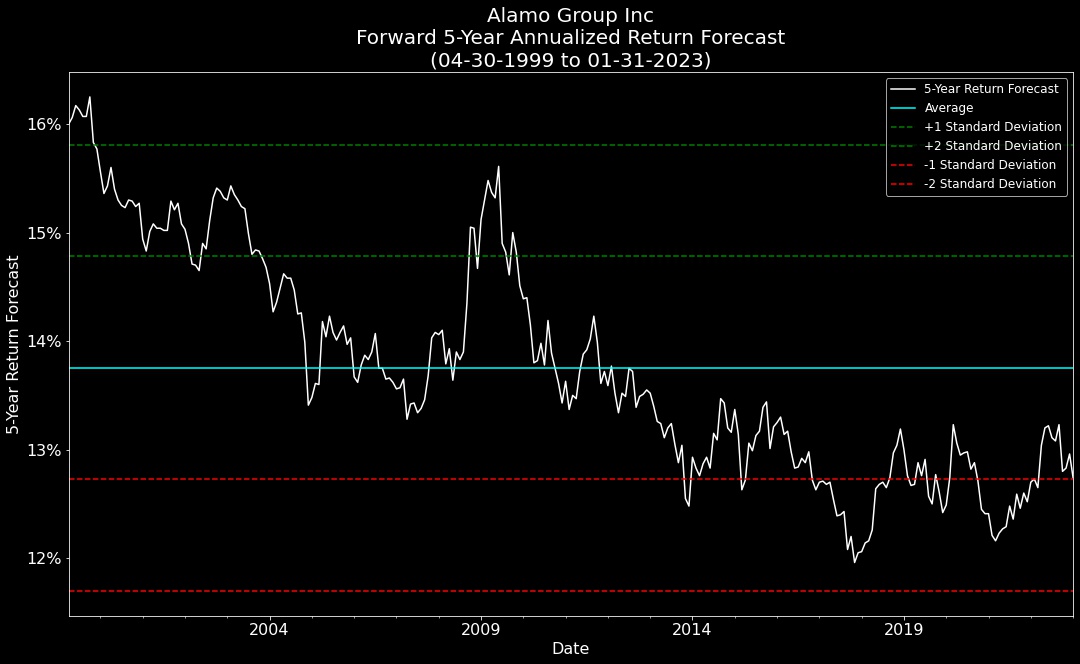 Alamo Group Inc
Forward 5-Year Annualized Return Forecast
(04-30-1999 to 01-31-2023)
5-Year Return Forecast
Average
+1 Standard Deviation
+2 Standard Deviation
-1 Standard Deviation
-2 Standard Deviation
16%
15%
14%
13%
12%
5-Year Return Forecast
2004
2009
2014
2019
Date